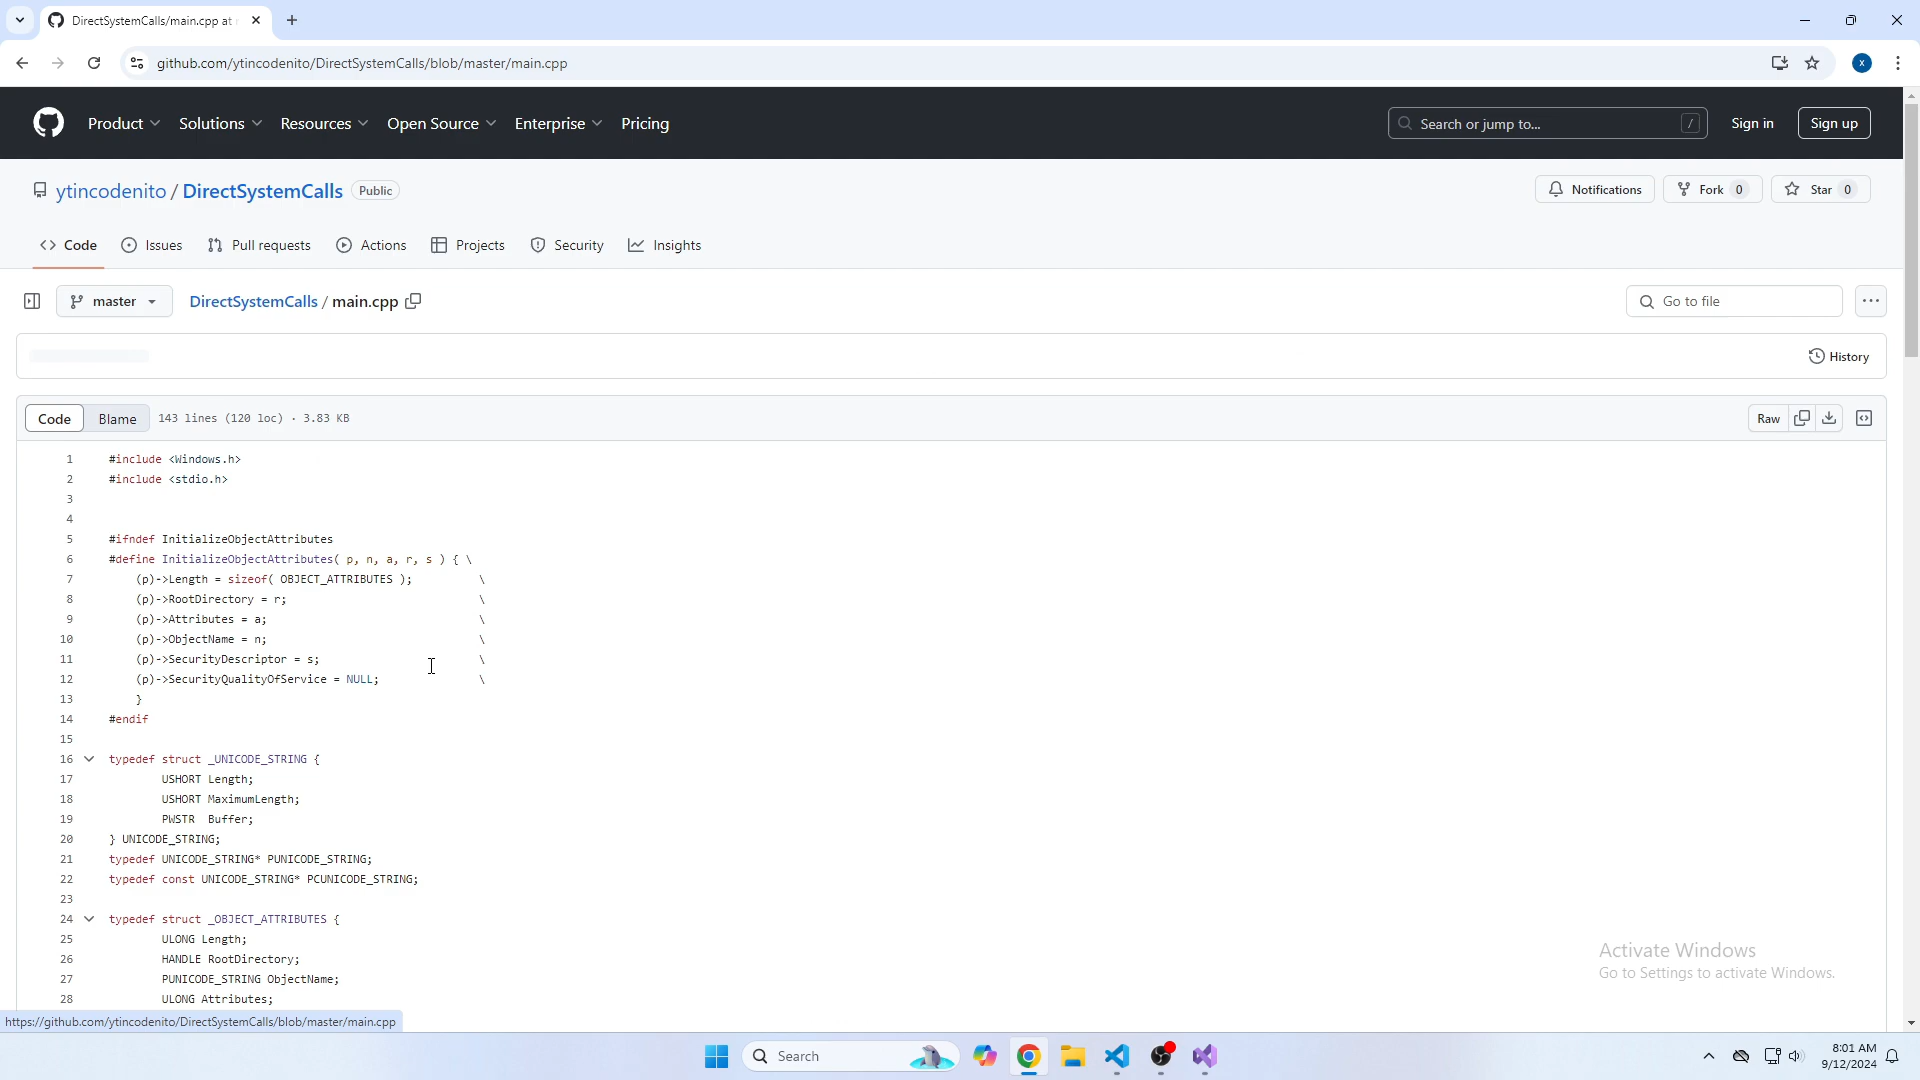 DirectSystemCalls/main.cpp at
github.com/ytincodenito/DirectSystemCalls/blob/master/main.cpp
x
Product Solutions Resources Open Source Enterprise Pricing
Search or jump to...
/
Sign in
Sign up
ytincodenito / DirectSystemCalls Public
Notifications
Fork 0
Star 0
Code Issues Pull requests Actions Projects Security Insights
master
DirectSystemCalls / main.cpp
Go to file
History
Code Blame 143 lines (120 loc) · 3.83 KB
Raw
1 #include <Windows.h>
2 #include <stdio.h>
3
4
5 #ifndef InitializeObjectAttributes
6 #define InitializeObjectAttributes( p, n, a, r, s ) { \
7 (p)->Length = sizeof( OBJECT_ATTRIBUTES ); \
8 (p)->RootDirectory = r; \
9 (p)->Attributes = a; \
10 (p)->ObjectName = n; \
11 (p)->SecurityDescriptor = s; \
12 (p)->SecurityQualityOfService = NULL; \
13 }
14 #endif
15
16 typedef struct _UNICODE_STRING {
17 USHORT Length;
18 USHORT MaximumLength;
19 PWSTR Buffer;
20 } UNICODE_STRING;
21 typedef UNICODE_STRING* PUNICODE_STRING;
22 typedef const UNICODE_STRING* PCUNICODE_STRING;
23
24 typedef struct _OBJECT_ATTRIBUTES {
25 ULONG Length;
26 HANDLE RootDirectory;
27 PUNICODE_STRING ObjectName;
28 ULONG Attributes;
Activate Windows
Go to Settings to activate Windows.
https://github.com/ytincodenito/DirectSystemCalls/blob/master/main.cpp
Search
8:01 AM
9/12/2024